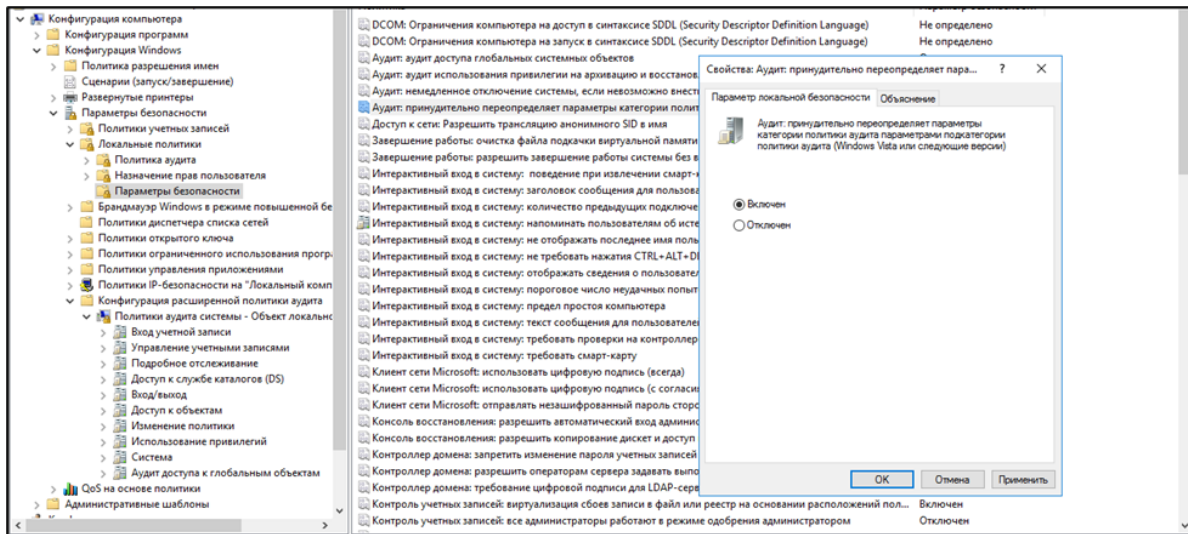 Конфигурация компьютера
Конфигурация программ
Конфигурация Windows
Политика разрешения имен
Сценарии (запуск/завершение)
Развернутые принтеры
Параметры безопасности
Политики учетных записей
Локальные политики
Политика аудита
Назначение прав пользователя
Параметры безопасности
Брандмауэр Windows в режиме повышенной бе
Политики диспетчера списка сетей
Политики открытого ключа
Политики ограниченного использования програ
Политики управления приложениями
Политики IP-безопасности на "Локальный комп
Конфигурация расширенной политики аудита
Политики аудита системы - Объект локально
Вход учетной записи
Управление учетными записями
Подробное отслеживание
Доступ к службе каталогов (DS)
Вход/выход
Доступ к объектам
Изменение политики
Использование привилегий
Система
Аудит доступа к глобальным объектам
QoS на основе политики
Административные шаблоны
DCOM: Ограничения компьютера на доступ в синтаксисе SDDL (Security Descriptor Definition Language) Не определено
DCOM: Ограничения компьютера на запуск в синтаксисе SDDL (Security Descriptor Definition Language) Не определено
Аудит: аудит доступа глобальных системных объектов
Аудит: аудит использования привилегии на архивацию и восстанов
Аудит: немедленное отключение системы, если невозможно внест
Аудит: принудительно переопределяет параметры категории полит
Доступ к сети: Разрешить трансляцию анонимного SID в имя
Завершение работы: очистка файла подкачки виртуальной памяти
Завершение работы: разрешить завершение работы системы без в
Интерактивный вход в систему: поведение при извлечении смарт-к
Интерактивный вход в систему: заголовок сообщения для пользова
Интерактивный вход в систему: количество предыдущих подключе
Интерактивный вход в систему: напоминать пользователям об исте
Интерактивный вход в систему: не отображать последнее имя поль
Интерактивный вход в систему: не требовать нажатия CTRL+ALT+DE
Интерактивный вход в систему: отображать сведения о пользовател
Интерактивный вход в систему: пороговое число неудачных попыт
Интерактивный вход в систему: предел простоя компьютера
Интерактивный вход в систему: текст сообщения для пользователе
Интерактивный вход в систему: требовать проверки на контроллер
Интерактивный вход в систему: требовать смарт-карту
Клиент сети Microsoft: использовать цифровую подпись (всегда)
Клиент сети Microsoft: использовать цифровую подпись (с согласи
Клиент сети Microsoft: отправлять незашифрованный пароль сторо
Консоль восстановления: разрешить автоматический вход админис
Консоль восстановления: разрешить копирование дискет и доступ
Контроллер домена: запретить изменение пароля учетных записей
Контроллер домена: разрешить операторам сервера задавать выпо
Контроллер домена: требование цифровой подписи для LDAP-серв
Контроль учетных записей: виртуализация сбоев записи в файл или реестр на основании расположений пол... Включен
Контроль учетных записей: все администраторы работают в режиме одобрения администратором Отключен
Свойства: Аудит: принудительно переопределяет пара... ?
Параметр локальной безопасности Объяснение
Аудит: принудительно переопределяет параметры
категории политики аудита параметрами подкатегории
политики аудита (Windows Vista или следующие версии)
Включен
Отключен
ОК Отмена Применить